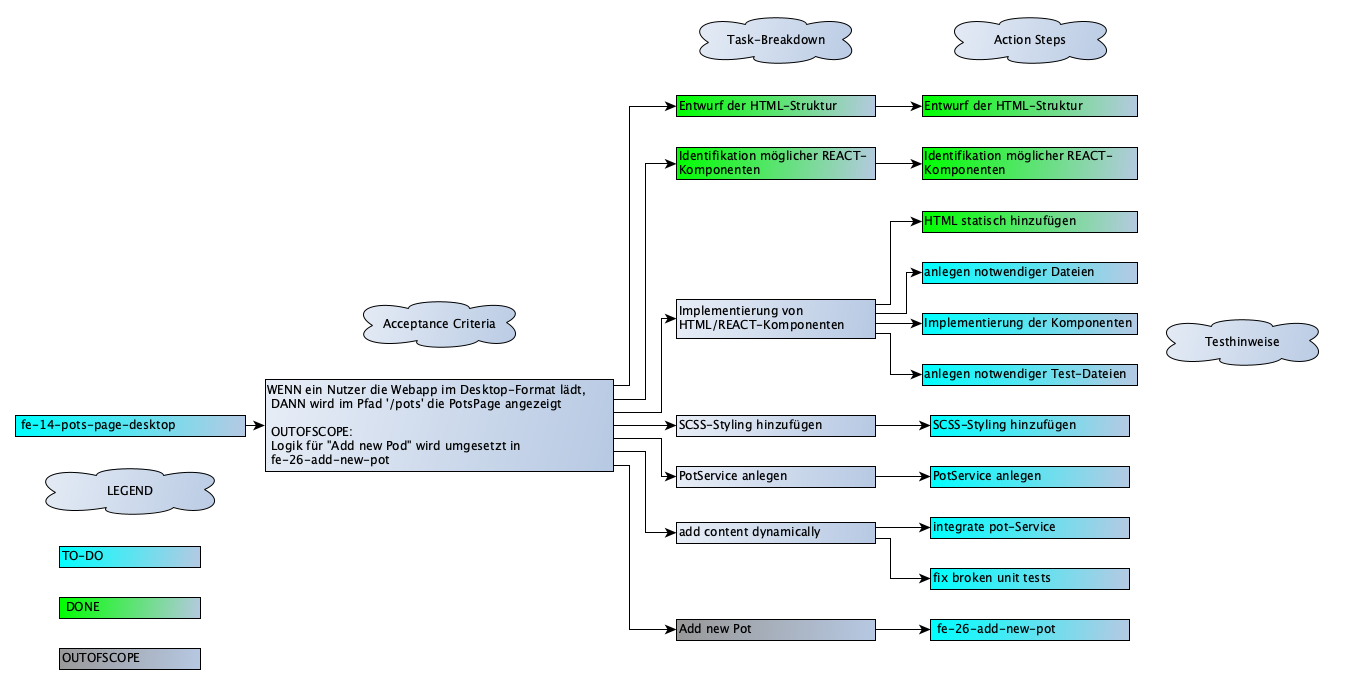 Task-Breakdown
Action Steps
Entwurf der HTML-Struktur
Entwurf der HTML-Struktur
Identifikation möglicher REACT-
Komponenten
Identifikation möglicher REACT-
Komponenten
HTML statisch hinzufügen
anlegen notwendiger Dateien
Implementierung von
HTML/REACT-Komponenten
Implementierung der Komponenten
anlegen notwendiger Test-Dateien
Acceptance Criteria
Testhinweise
WENN ein Nutzer die Webapp im Desktop-Format lädt,
DANN wird im Pfad '/pots' die PotsPage angezeigt
OUTOFSCOPE:
Logik für "Add new Pod" wird umgesetzt in
fe-26-add-new-pot
fe-14-pots-page-desktop
SCSS-Styling hinzufügen
SCSS-Styling hinzufügen
PotService anlegen
PotService anlegen
add content dynamically
integrate pot-Service
fix broken unit tests
Add new Pot
fe-26-add-new-pot
LEGEND
TO-DO
DONE
OUTOFSCOPE